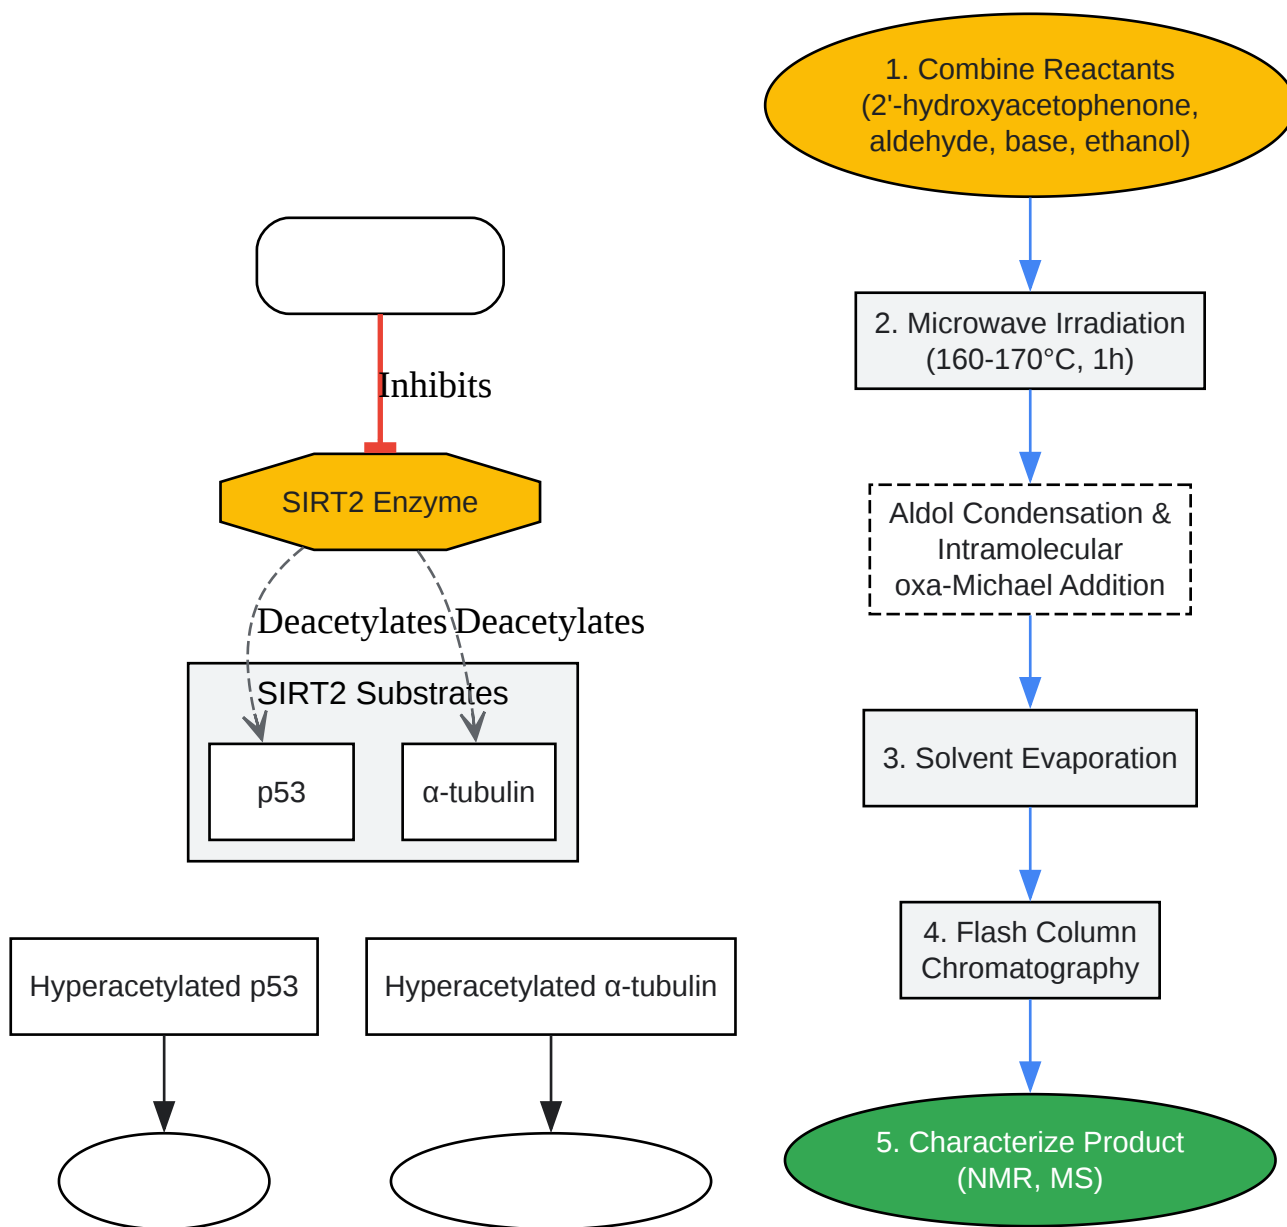 Inhibits
SIRT2 Enzyme
Deacetylates
Deacetylates
SIRT2 Substrates
p53
α-tubulin
Hyperacetylated p53
Hyperacetylated α-tubulin
1. Combine Reactants
(2'-hydroxyacetophenone,
aldehyde, base, ethanol)
2. Microwave Irradiation
(160-170°C, 1h)
Aldol Condensation &
Intramolecular
oxa-Michael Addition
3. Solvent Evaporation
4. Flash Column
Chromatography
5. Characterize Product
(NMR, MS)